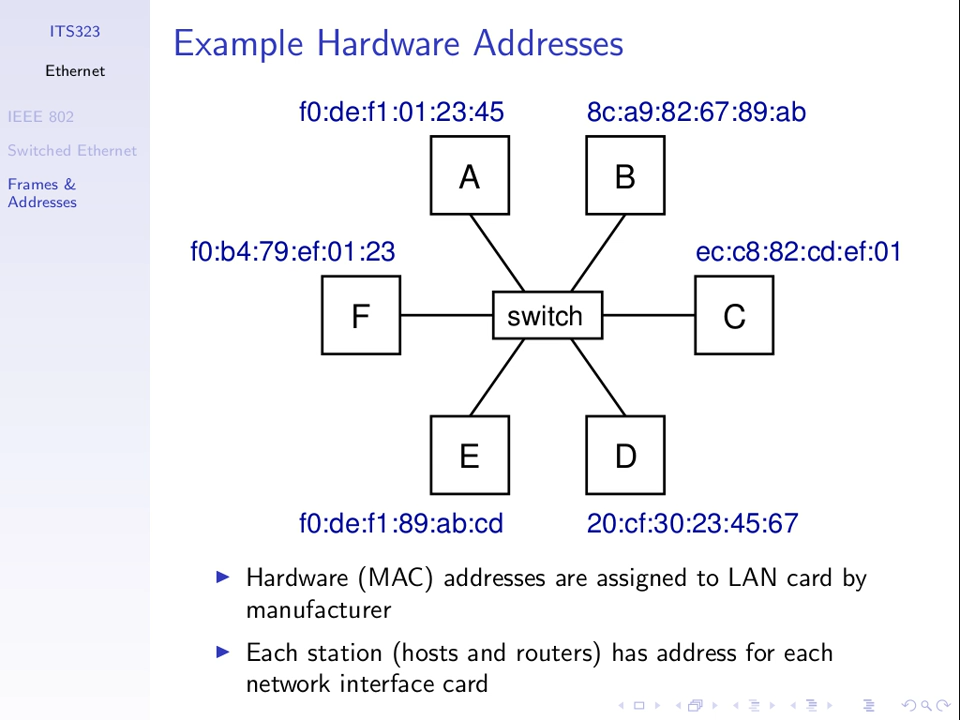 ITS323
Ethernet
IEEE 802
Switched Ethernet
Frames &
Addresses
Example Hardware Addresses
f0:de:f1:01:23:45
8c:a9:82:67:89:ab
A
B
f0:b4:79:ef:01:23
ec:c8:82:cd:ef:01
F
switch
C
E
D
f0:de:f1:89:ab:cd
20:cf:30:23:45:67
Hardware (MAC) addresses are assigned to LAN card by
manufacturer
Each station (hosts and routers) has address for each
network interface card